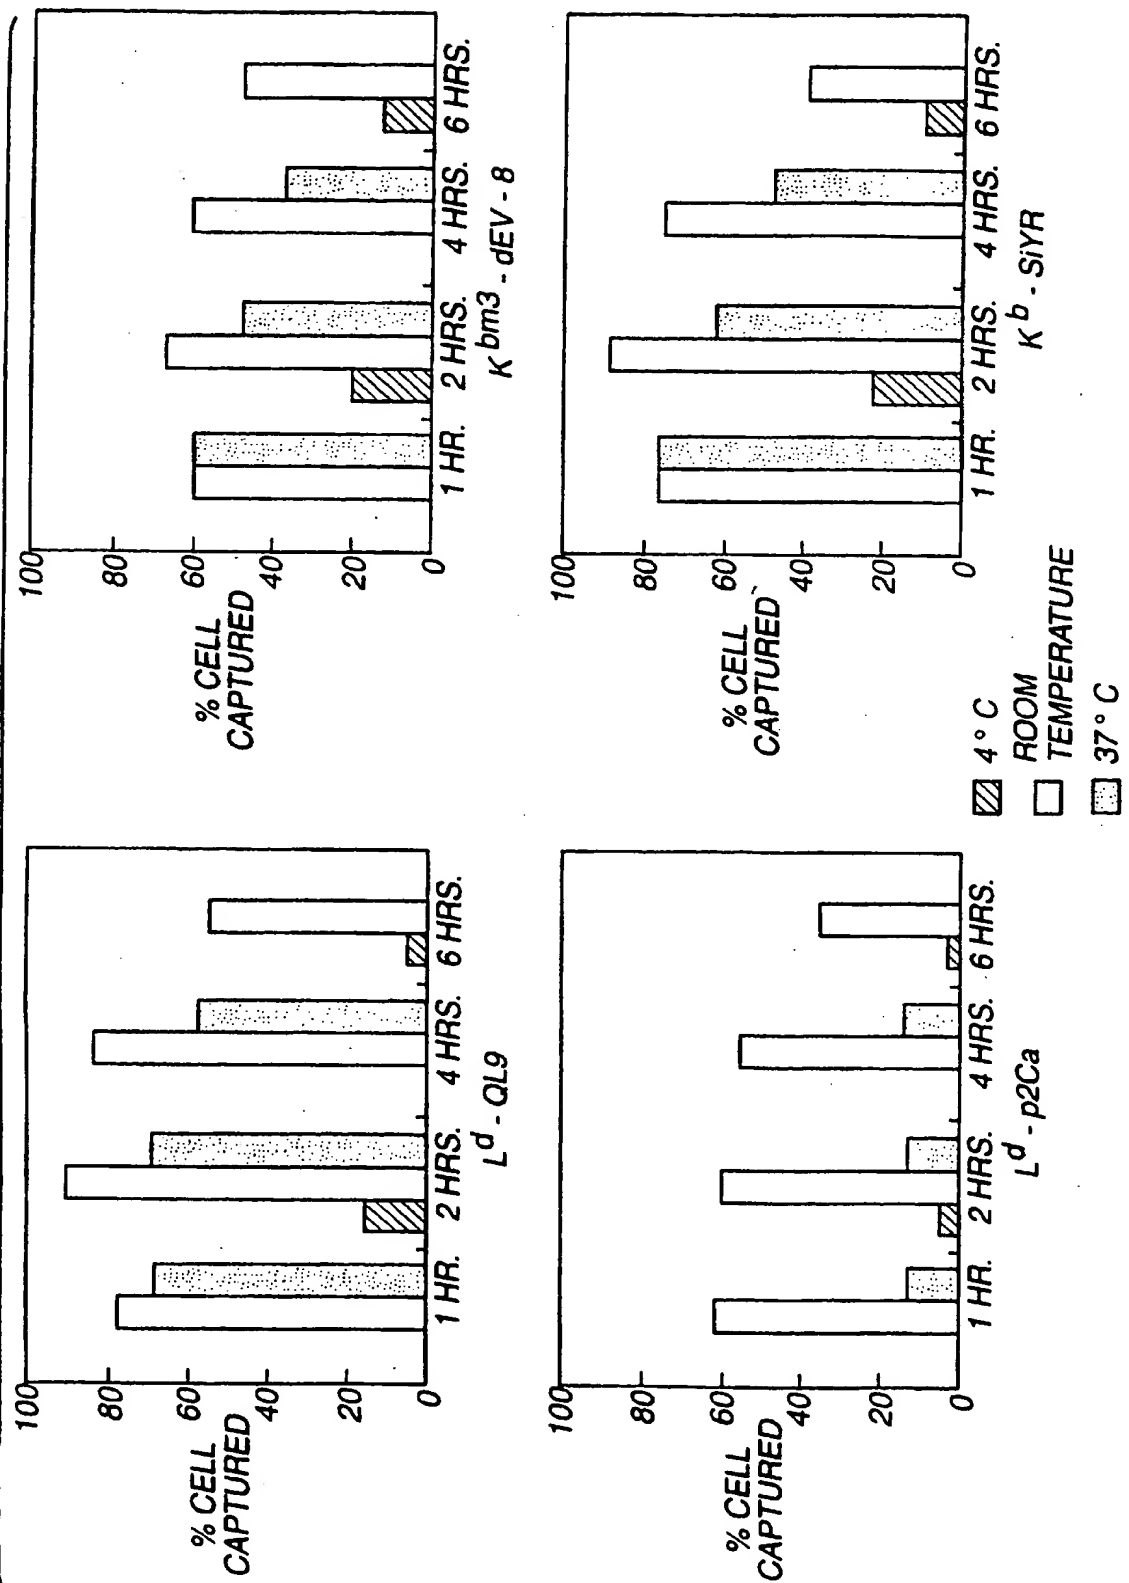 % CELL
CAPTURED
100
80
60
40
20
0
1 HR. 2 HRS. 4 HRS. 6 HRS.
L^d - QL9
% CELL
CAPTURED
100
80
60
40
20
0
1 HR. 2 HRS. 4 HRS. 6 HRS.
K^bm3 - dEV - 8
% CELL
CAPTURED
100
80
60
40
20
0
1 HR. 2 HRS. 4 HRS. 6 HRS.
L^d - p2Ca
% CELL
CAPTURED
100
80
60
40
20
0
1 HR. 2 HRS. 4 HRS. 6 HRS.
K^b - SiYR
4° C
ROOM
TEMPERATURE
37° C